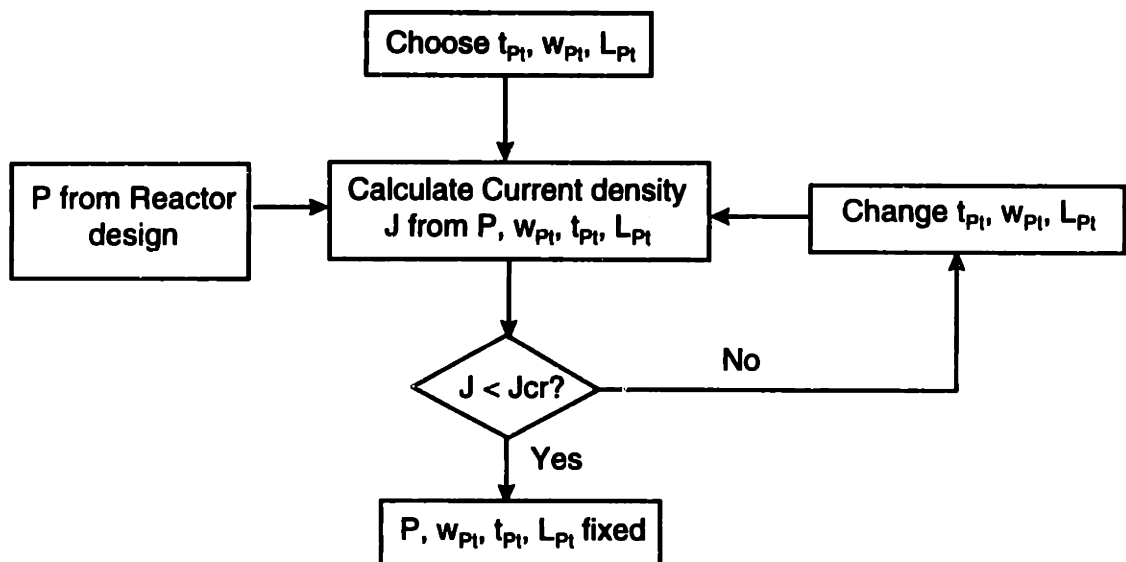 Choose t_Pt, w_Pt, L_Pt
P from Reactor
design
Calculate Current density
J from P, w_Pt, t_Pt, L_Pt
Change t_Pt, w_Pt, L_Pt
J < Jcr?
No
Yes
P, w_Pt, t_Pt, L_Pt fixed